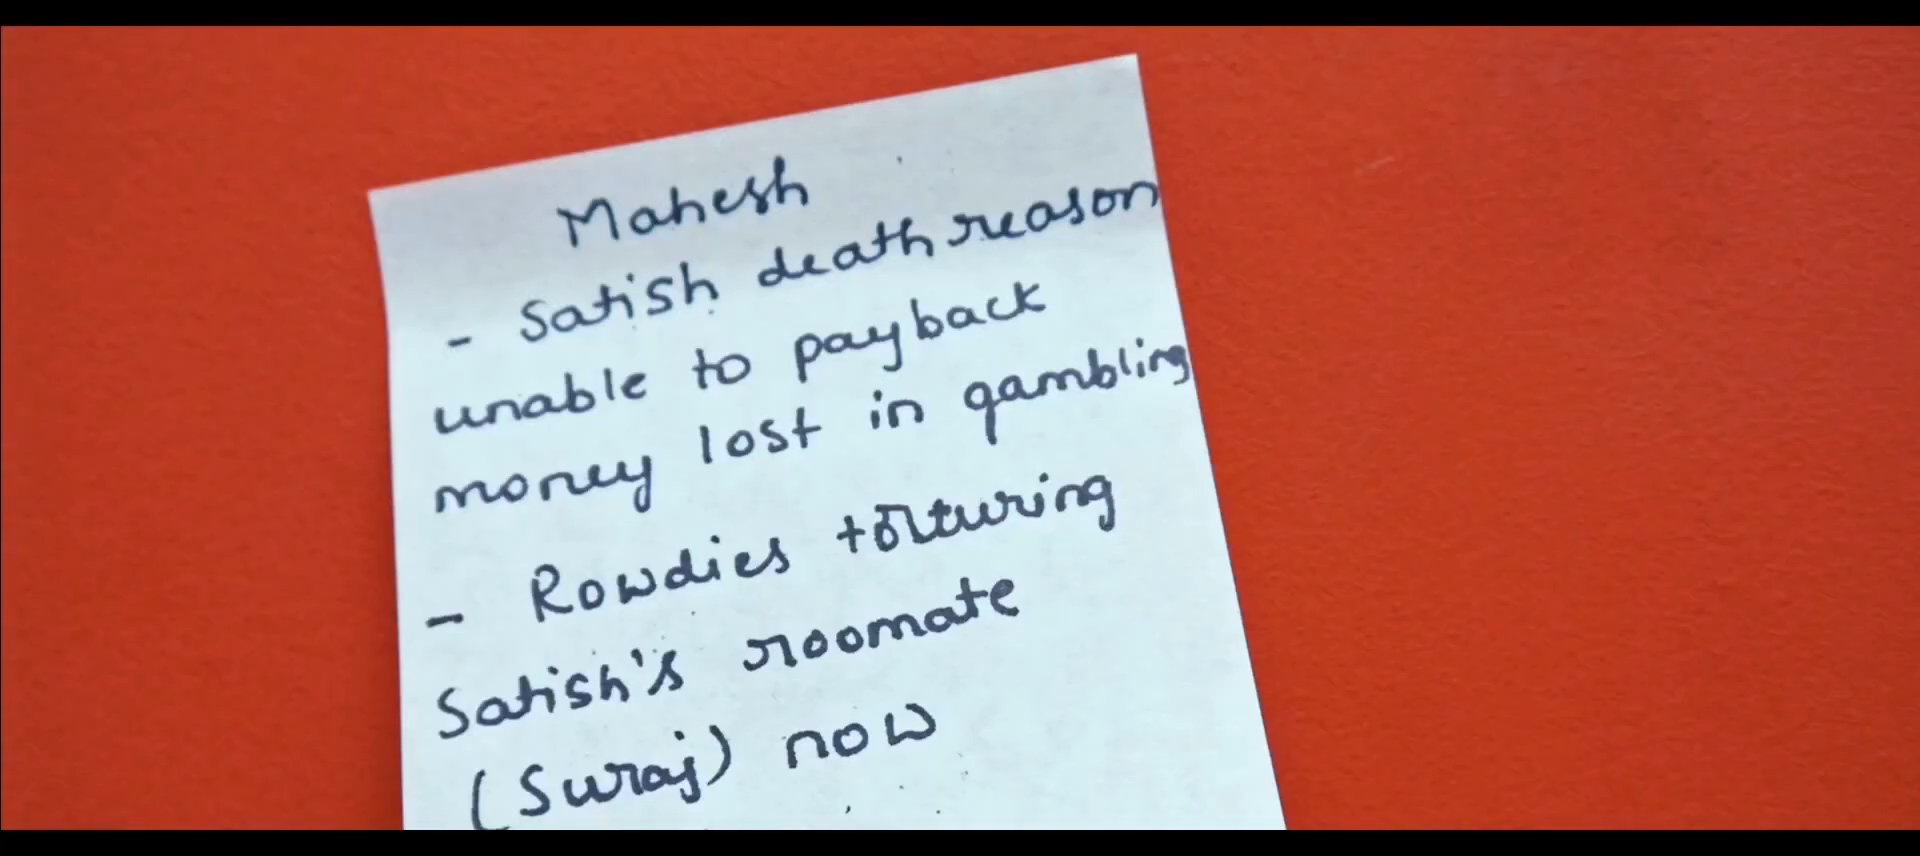 Mahesh
- Satish death reason
unable to payback
money lost in gambling
- Rowdies torturing
Satish's roomate
(Suraj) now